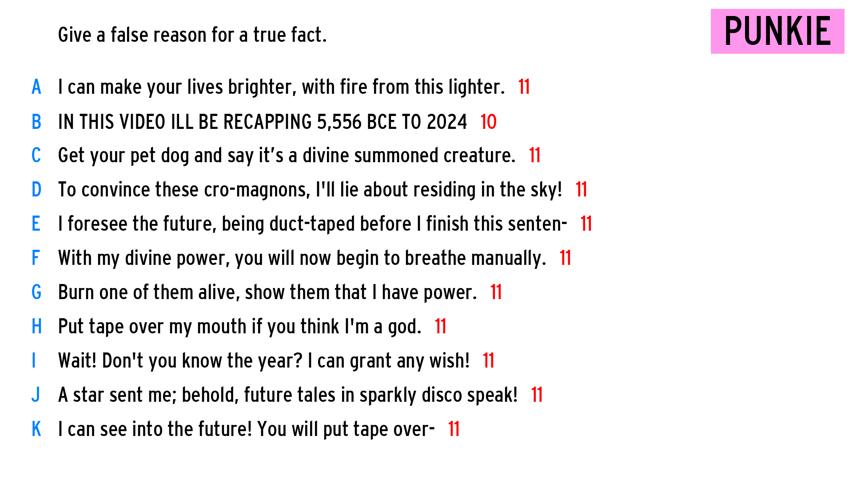 Give a false reason for a true fact.
PUNKIE
A I can make your lives brighter, with fire from this lighter. 11
B IN THIS VIDEO ILL BE RECAPPING 5,556 BCE TO 2024 10
C Get your pet dog and say it’s a divine summoned creature. 11
D To convince these cro-magnons, I'll lie about residing in the sky! 11
E I foresee the future, being duct-taped before I finish this senten- 11
F With my divine power, you will now begin to breathe manually. 11
G Burn one of them alive, show them that I have power. 11
H Put tape over my mouth if you think I'm a god. 11
I Wait! Don't you know the year? I can grant any wish! 11
J A star sent me; behold, future tales in sparkly disco speak! 11
K I can see into the future! You will put tape over- 11